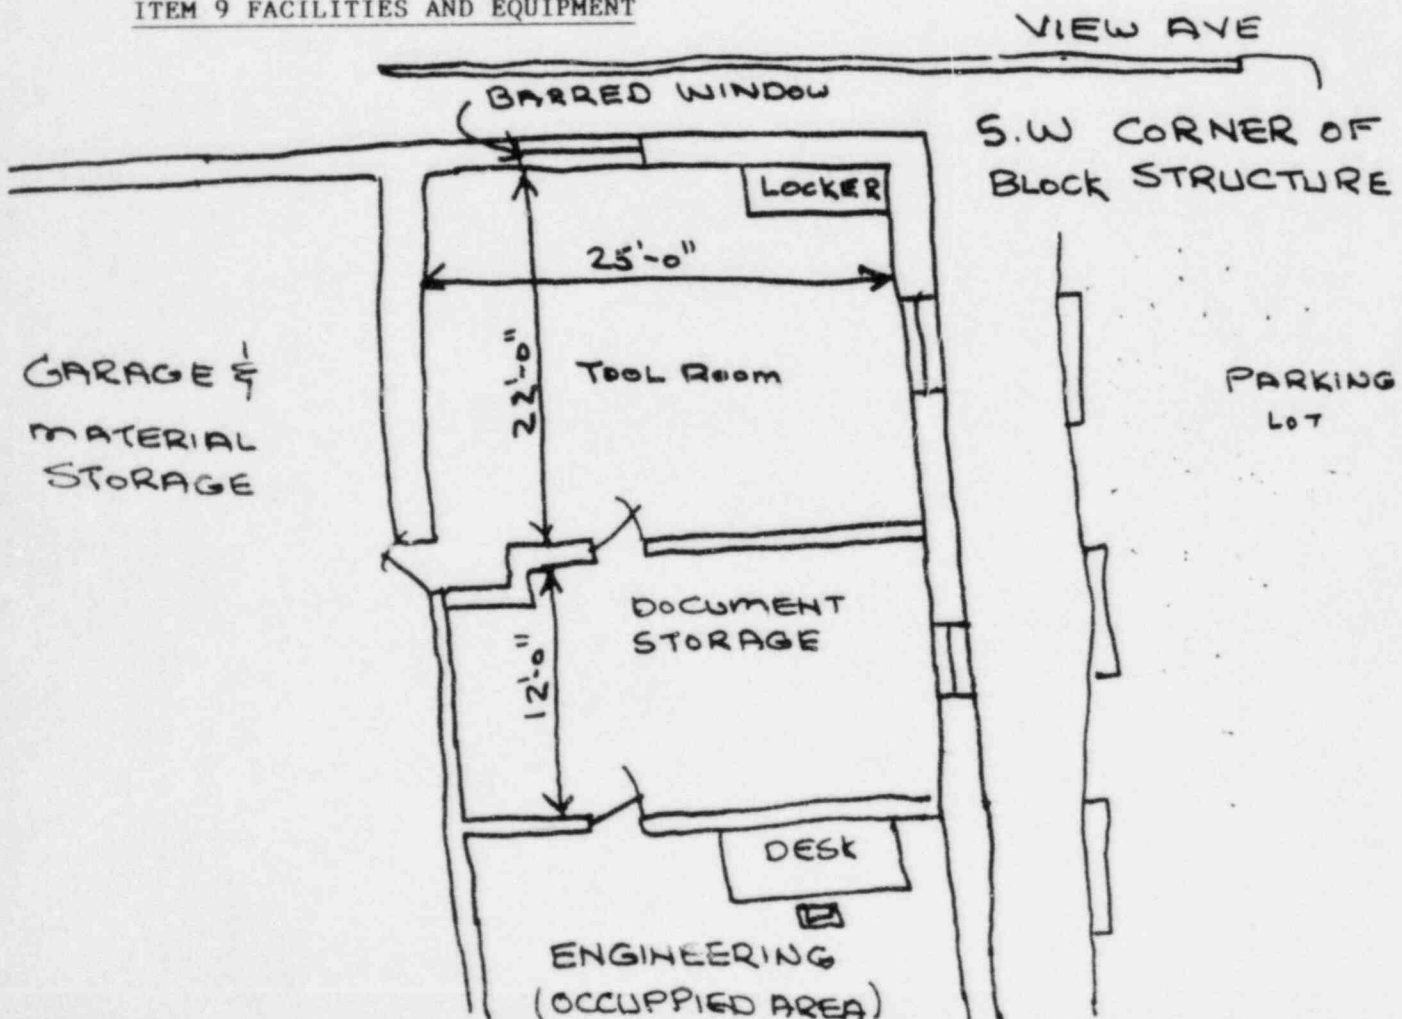 ITEM 9 FACILITIES AND EQUIPMENT
VIEW AVE
BARRED WINDOW
S.W CORNER OF
BLOCK STRUCTURE
LOCKER
25'-0"
22'-0"
TOOL ROOM
GARAGE &
MATERIAL
STORAGE
PARKING
LOT
DOCUMENT
STORAGE
12'-0"
DESK
ENGINEERING
(OCCUPPIED AREA)